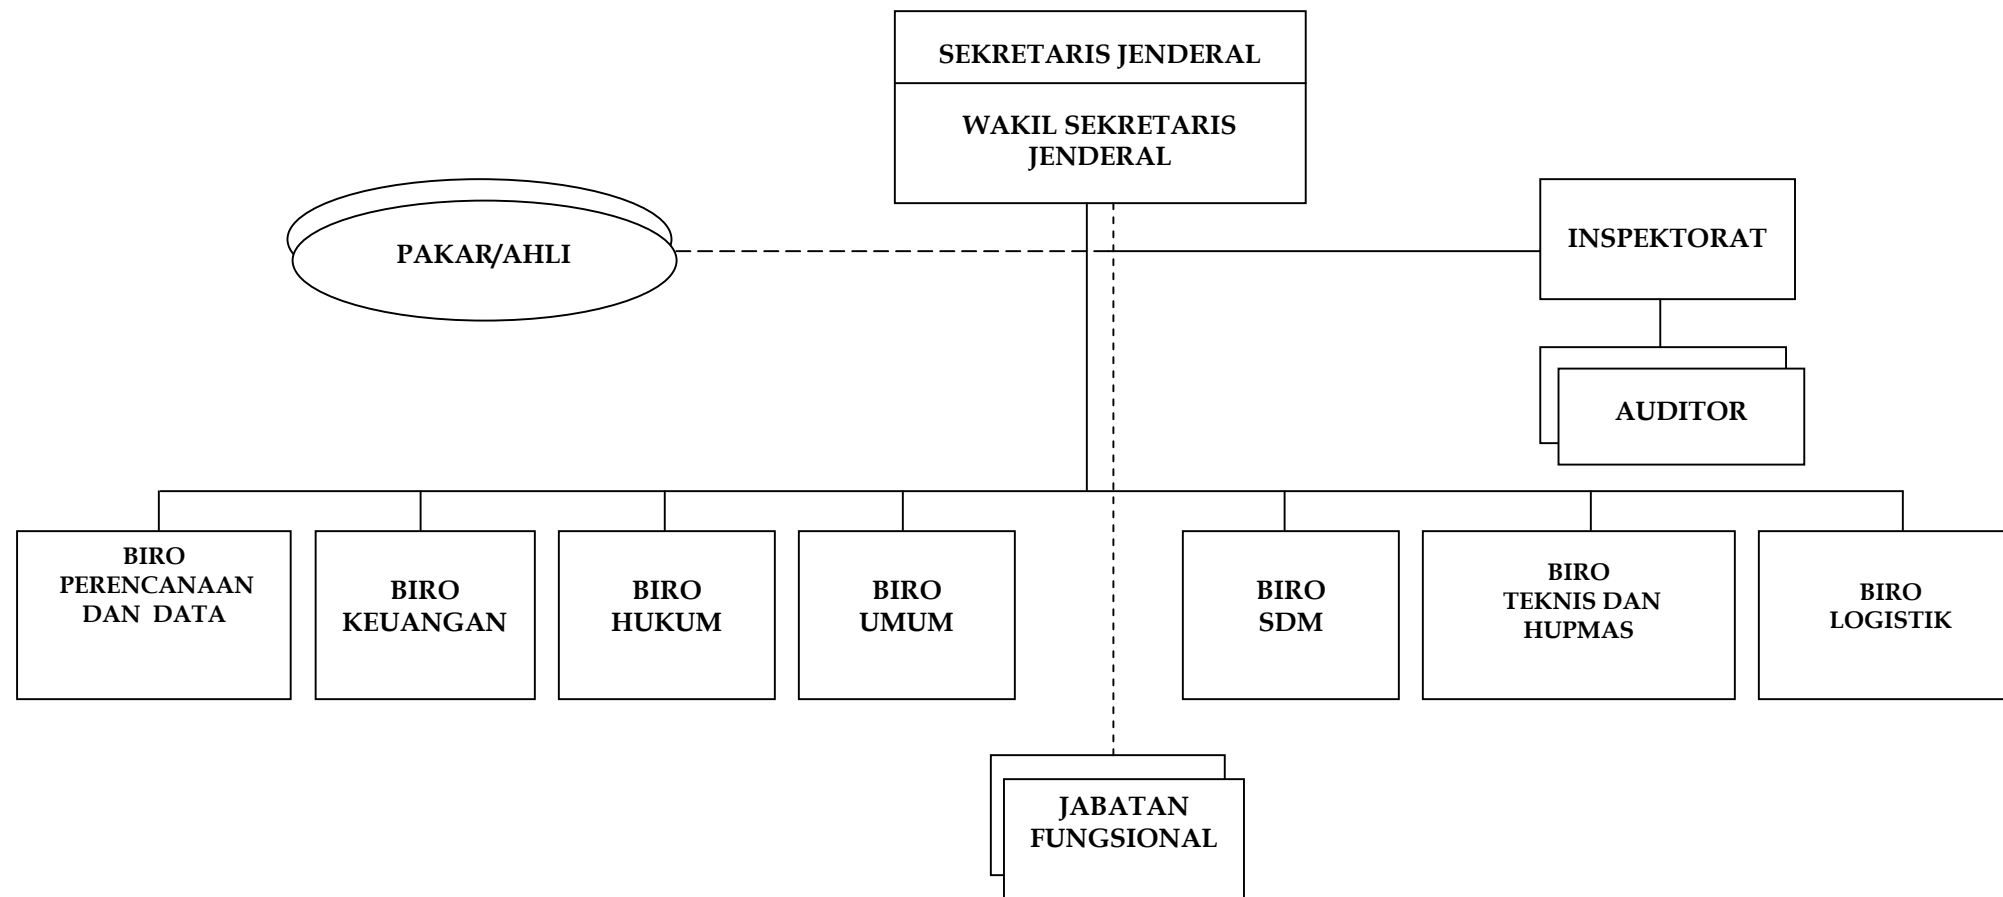 SEKRETARIS JENDERAL
WAKIL SEKRETARIS
JENDERAL
PAKAR/AHLI
INSPEKTORAT
AUDITOR
BIRO
PERENCANAAN
DAN DATA
BIRO
KEUANGAN
BIRO
HUKUM
BIRO
UMUM
BIRO
SDM
BIRO
TEKNIS DAN
HUPMAS
BIRO
LOGISTIK
JABATAN
FUNGSIONAL